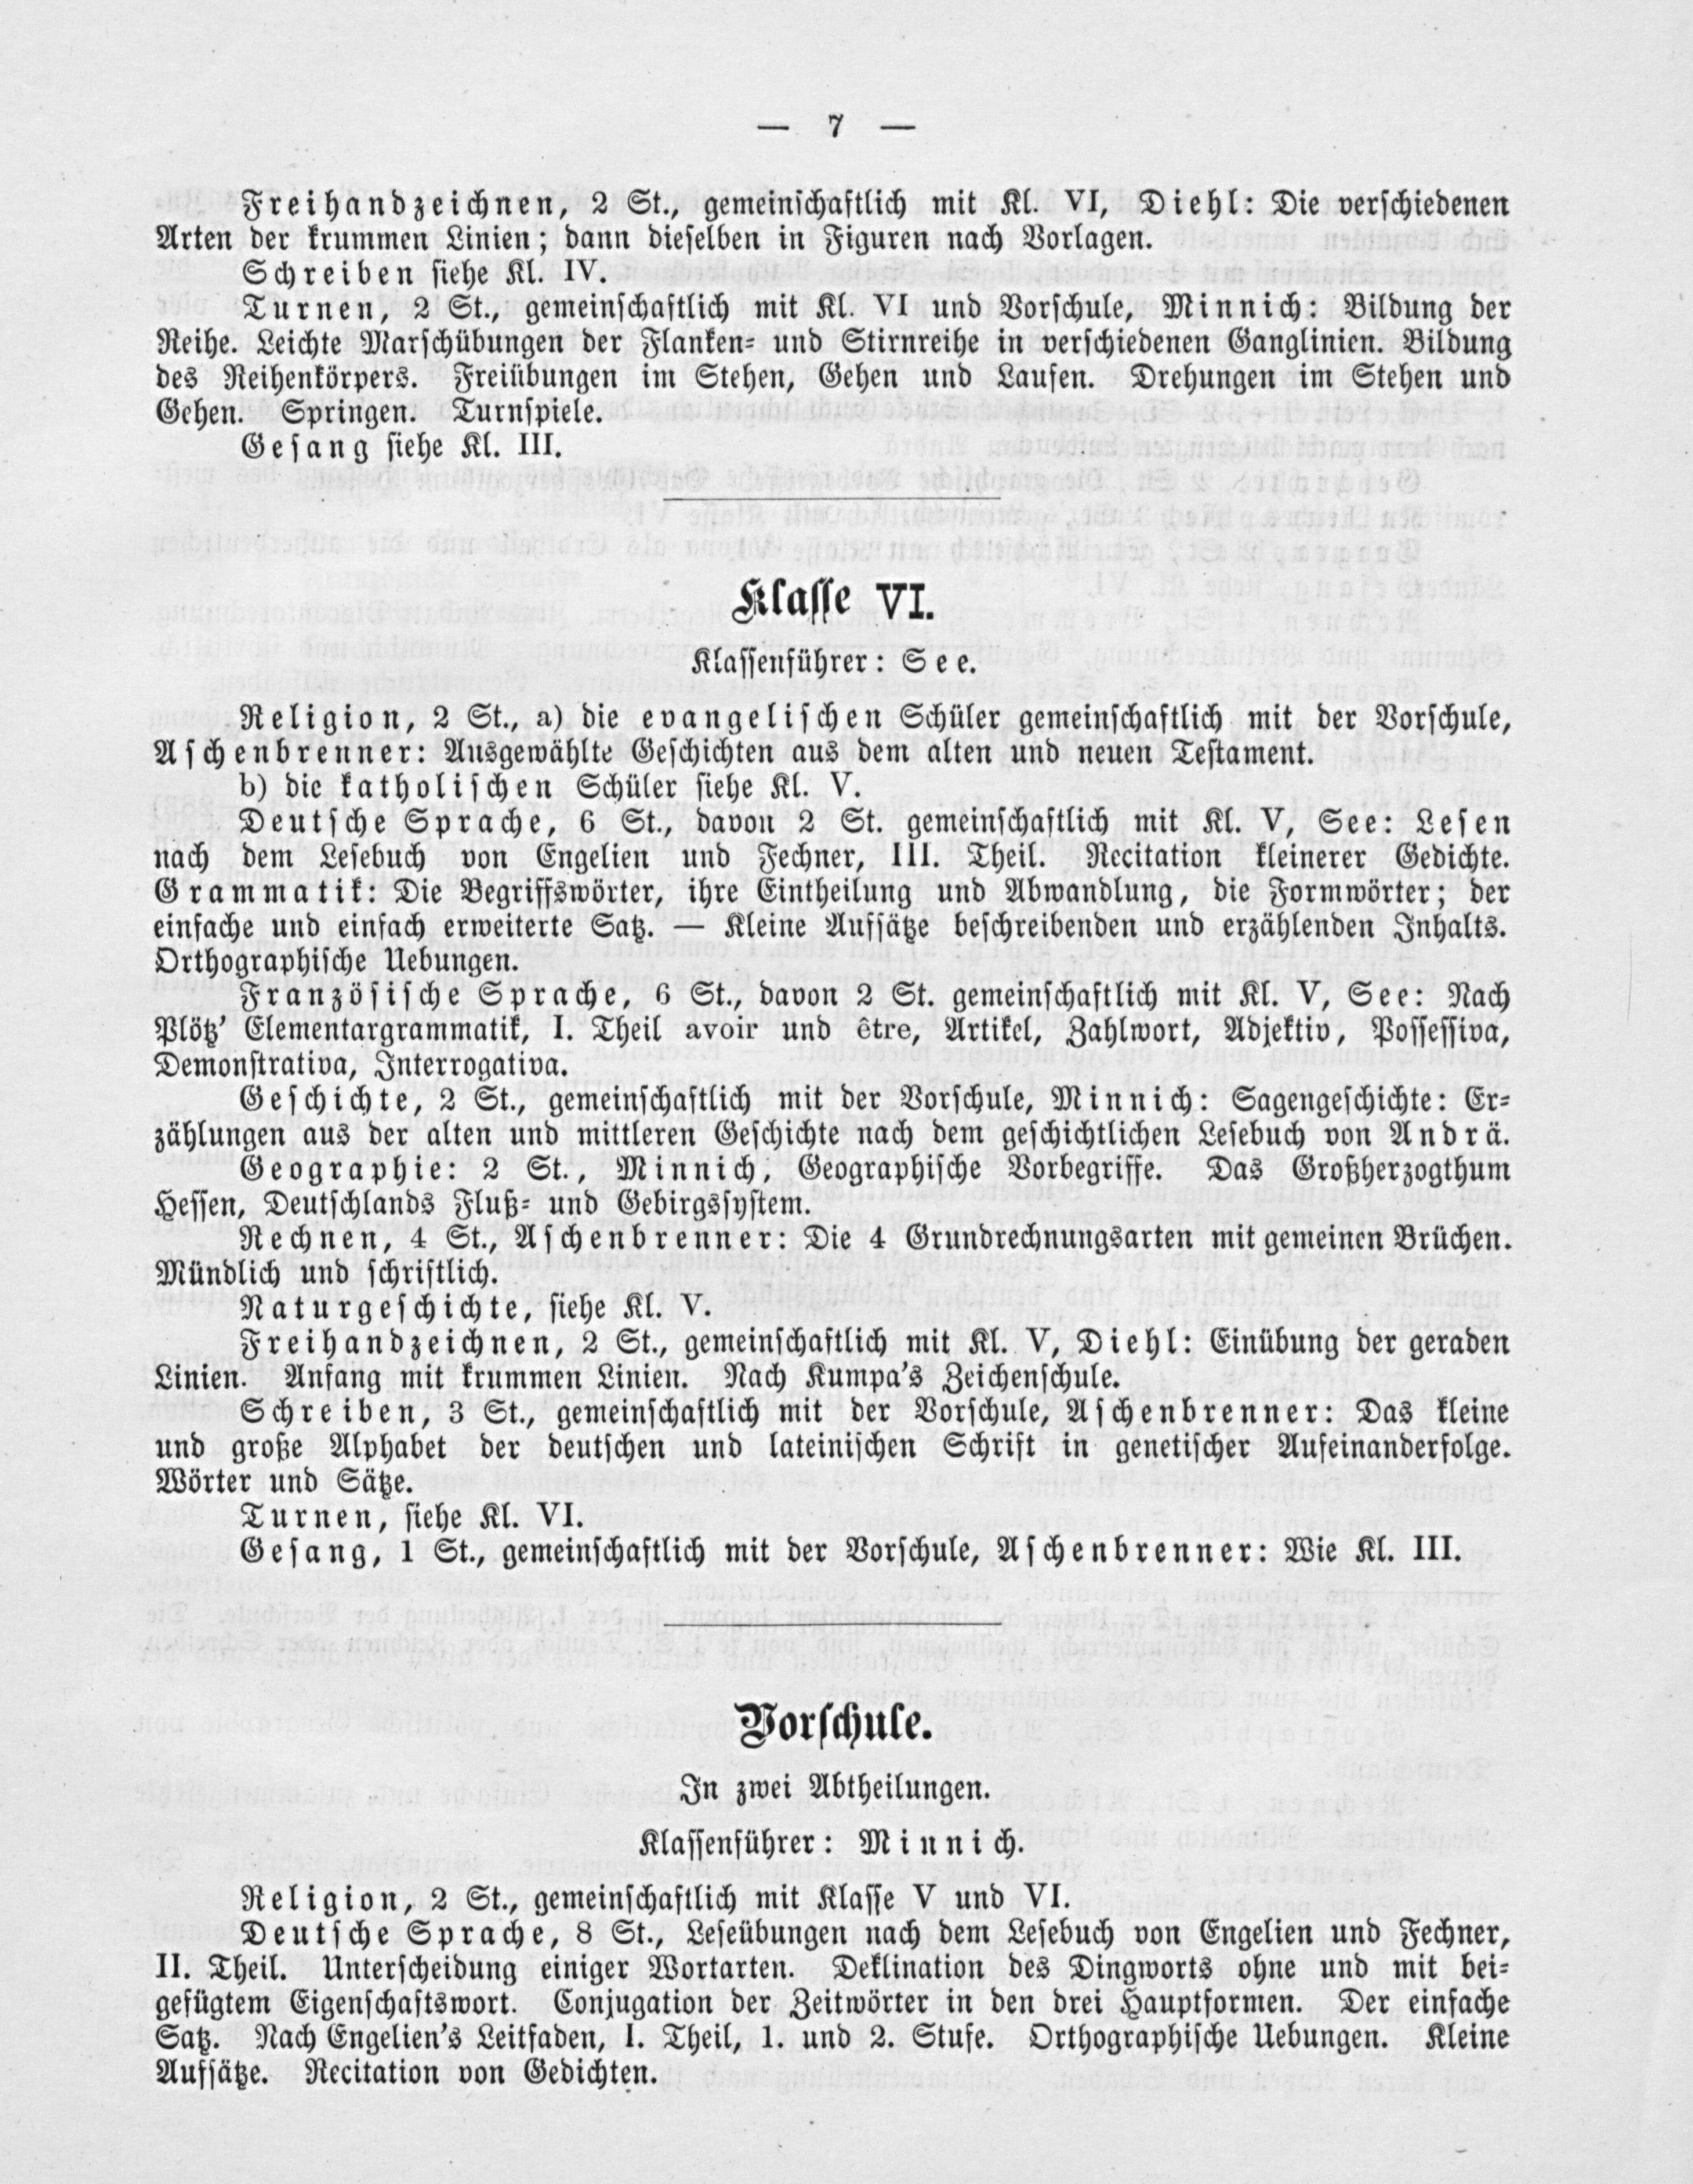 — 7 —
Freihandzeichnen, 2 St., gemeinschaftlich mit Kl. VI, Diehl: Die verschiedenen
Arten der krummen Linien; dann dieselben in Figuren nach Vorlagen.
Schreiben siehe Kl. IV.
Turnen, 2 St., gemeinschaftlich mit Kl. VI und Vorschule, Minnich: Bildung der
Reihe. Leichte Marschübungen der Flanken- und Stirnreihe in verschiedenen Ganglinien. Bildung
des Reihenkörpers. Freiübungen im Stehen, Gehen und Laufen. Drehungen im Stehen und
Gehen. Springen. Turnspiele.
Gesang siehe Kl. III.
Klasse VI.
Klassenführer: See.
Religion, 2 St., a) die evangelischen Schüler gemeinschaftlich mit der Vorschule,
Aschenbrenner: Ausgewählte Geschichten aus dem alten und neuen Testament.
b) die katholischen Schüler siehe Kl. V.
Deutsche Sprache, 6 St., davon 2 St. gemeinschaftlich mit Kl. V, See: Lesen
nach dem Lesebuch von Engelien und Fechner, III. Theil. Recitation kleinerer Gedichte.
Grammatik: Die Begriffswörter, ihre Eintheilung und Abwandlung, die Formwörter; der
einfache und einfach erweiterte Satz. — Kleine Aufsätze beschreibenden und erzählenden Inhalts.
Orthographische Uebungen.
Französische Sprache, 6 St., davon 2 St. gemeinschaftlich mit Kl. V, See: Nach
Plötz' Elementargrammatik, I. Theil avoir und être, Artikel, Zahlwort, Adjektiv, Possessiva,
Demonstrativa, Interrogativa.
Geschichte, 2 St., gemeinschaftlich mit der Vorschule, Minnich: Sagengeschichte: Er-
zählungen aus der alten und mittleren Geschichte nach dem geschichtlichen Lesebuch von Andrä.
Geographie: 2 St., Minnich, Geographische Vorbegriffe. Das Großherzogthum
Hessen, Deutschlands Fluß- und Gebirgssystem.
Rechnen, 4 St., Aschenbrenner: Die 4 Grundrechnungsarten mit gemeinen Brüchen.
Mündlich und schriftlich.
Naturgeschichte, siehe Kl. V.
Freihandzeichnen, 2 St., gemeinschaftlich mit Kl. V, Diehl: Einübung der geraden
Linien. Anfang mit krummen Linien. Nach Kumpa's Zeichenschule.
Schreiben, 3 St., gemeinschaftlich mit der Vorschule, Aschenbrenner: Das kleine
und große Alphabet der deutschen und lateinischen Schrift in genetischer Aufeinanderfolge.
Wörter und Sätze.
Turnen, siehe Kl. VI.
Gesang, 1 St., gemeinschaftlich mit der Vorschule, Aschenbrenner: Wie Kl. III.
Vorschule.
In zwei Abtheilungen.
Klassenführer: Minnich.
Religion, 2 St., gemeinschaftlich mit Klasse V und VI.
Deutsche Sprache, 8 St., Leseübungen nach dem Lesebuch von Engelien und Fechner,
II. Theil. Unterscheidung einiger Wortarten. Deklination des Dingworts ohne und mit bei-
gefügtem Eigenschaftswort. Conjugation der Zeitwörter in den drei Hauptformen. Der einfache
Satz. Nach Engelien's Leitfaden, I. Theil, 1. und 2. Stufe. Orthographische Uebungen. Kleine
Aufsätze. Recitation von Gedichten.